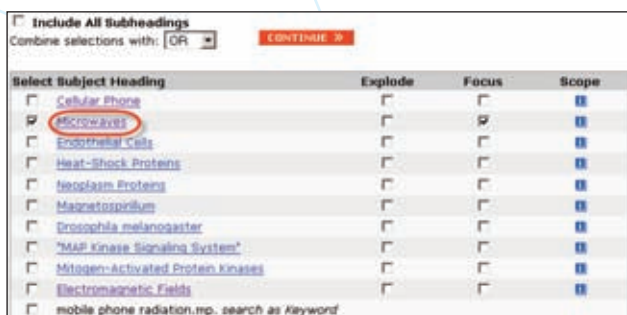 Include All Subheadings
Combine selections with: OR CONTINUE »
Select Subject Heading Explode Focus Scope
Cellular Phone
Microwaves
Endothelial Cells
Heat-Shock Proteins
Neoplasm Proteins
Magnetospirillum
Drosophila melanogaster
"MAP Kinase Signaling System"
Mitogen-Activated Protein Kinases
Electromagnetic Fields
mobile phone radiation.mp. search as Keyword